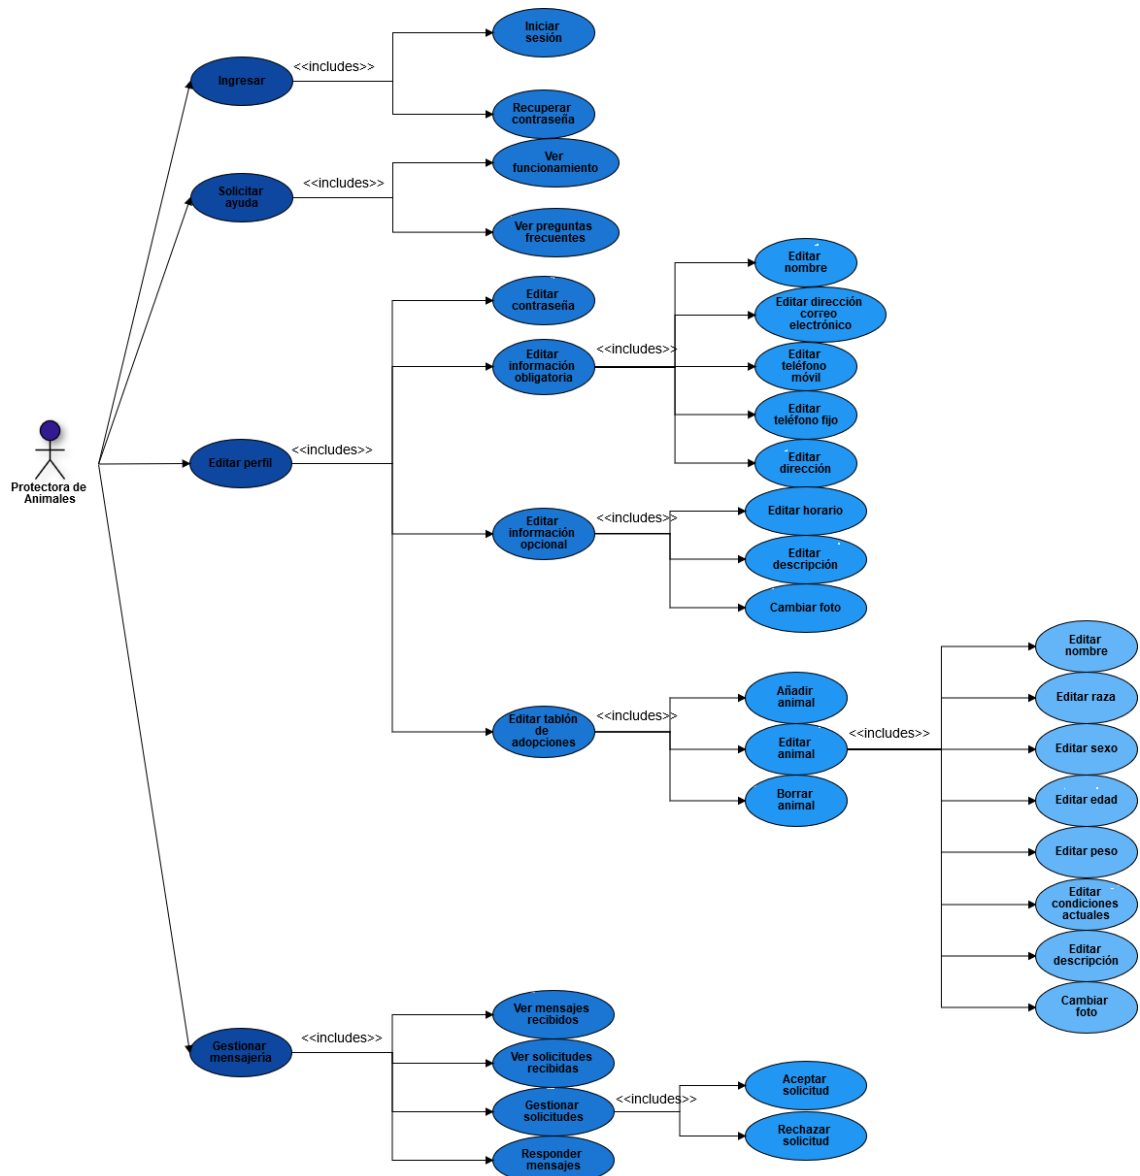 Iniciar
sesión
<<includes>>
Ingresar
Recuperar
contraseña
Ver
funcionamiento
<<includes>>
Solicitar
ayuda
Ver preguntas
frecuentes
Editar
nombre
Editar
contraseña
Editar dirección
correo
electrónico
<<includes>>
Editar
información
obligatoria
Editar
teléfono
móvil
Editar
teléfono fijo
Protectora de
Animales
<<includes>>
Editar perfil
Editar
dirección
<<includes>>
Editar
información
opcional
Editar horario
Editar
descripción
Cambiar foto
Editar
nombre
Añadir
animal
Editar raza
<<includes>>
Editar tablón
de
adopciones
Editar
animal
<<includes>>
Editar sexo
Borrar
animal
Editar edad
Editar peso
Editar
condiciones
actuales
Editar
descripción
Cambiar
foto
Ver mensajes
recibidos
<<includes>>
Gestionar
mensajería
Ver solicitudes
recibidas
Aceptar
solicitud
<<includes>>
Gestionar
solicitudes
Rechazar
solicitud
Responder
mensajes